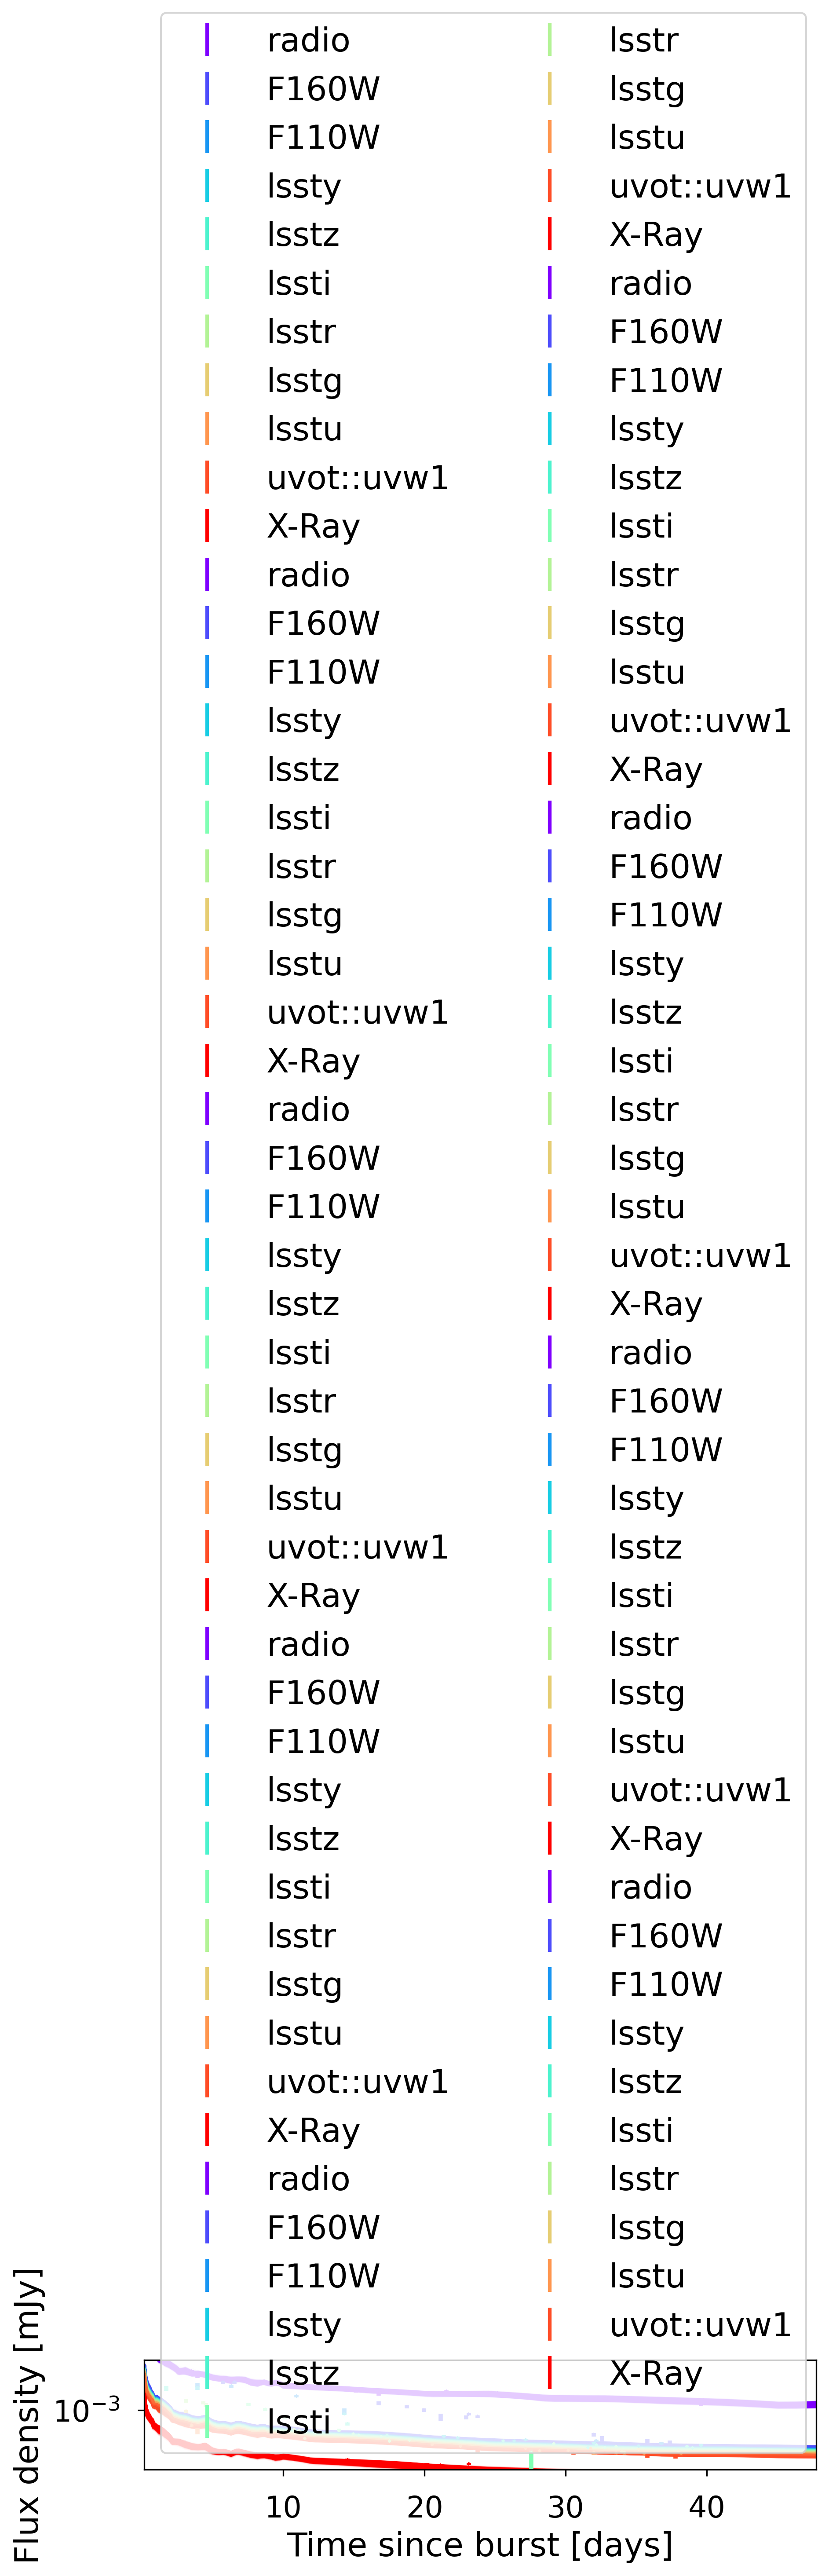 radio
F160W
F110W
lssty
lsstz
lssti
lsstr
lsstg
lsstu
uvot::uvw1
X-Ray
radio
F160W
F110W
lssty
lsstz
lssti
lsstr
lsstg
lsstu
uvot::uvw1
X-Ray
radio
F160W
F110W
lssty
lsstz
lssti
lsstr
lsstg
lsstu
uvot::uvw1
X-Ray
radio
F160W
F110W
lssty
lsstz
lssti
lsstr
lsstg
lsstu
uvot::uvw1
X-Ray
radio
F160W
F110W
lssty
lsstz
lssti
lsstr
lsstg
lsstu
uvot::uvw1
X-Ray
radio
F160W
F110W
lssty
lsstz
lssti
lsstr
lsstg
lsstu
uvot::uvw1
X-Ray
radio
F160W
F110W
lssty
lsstz
lssti
lsstr
lsstg
lsstu
uvot::uvw1
X-Ray
radio
F160W
F110W
lssty
lsstz
lssti
lsstr
lsstg
lsstu
uvot::uvw1
X-Ray
radio
F160W
F110W
lssty
lsstz
lssti
lsstr
lsstg
lsstu
uvot::uvw1
X-Ray
Flux density [mJy]
10⁻³
10 20 30 40
Time since burst [days]